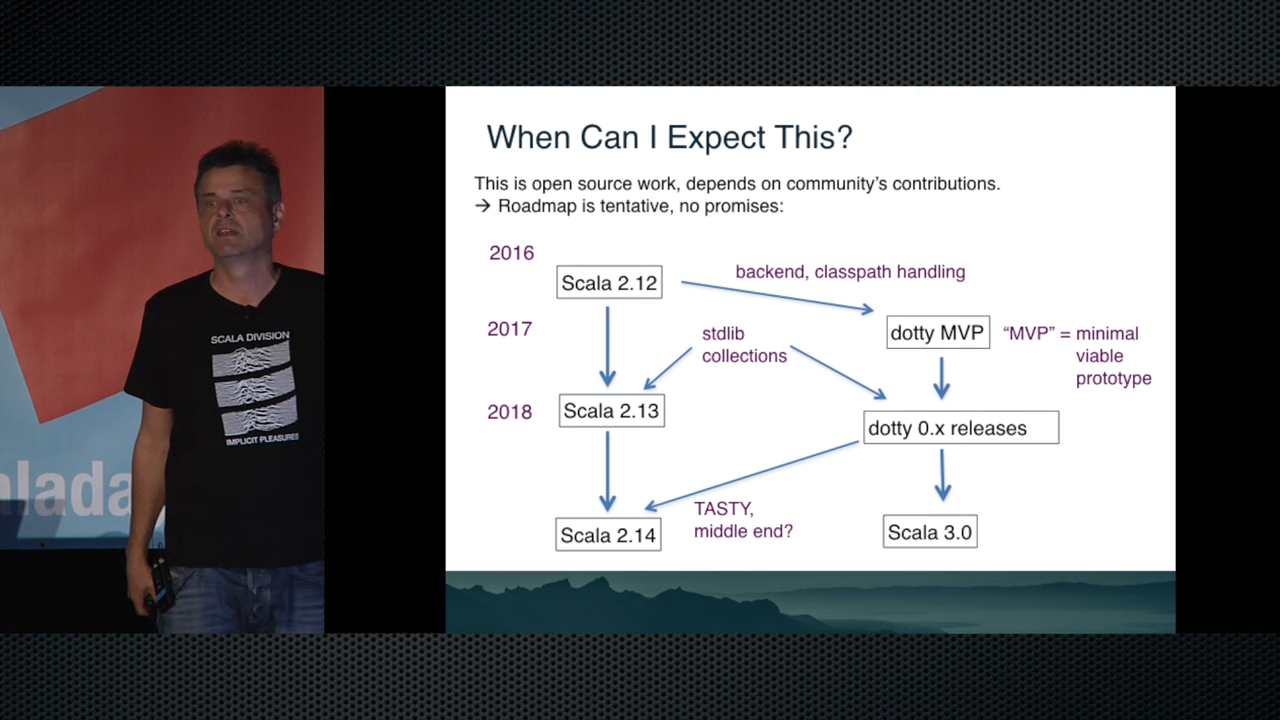 When Can I Expect This?
This is open source work, depends on community's contributions.
→ Roadmap is tentative, no promises:
2016
Scala 2.12
backend, classpath handling
2017
stdlib
collections
dotty MVP
“MVP” = minimal
viable
prototype
2018
Scala 2.13
dotty 0.x releases
TASTY,
middle end?
Scala 2.14
Scala 3.0
SCALA DIVISION
IMPLICIT PLEASURES